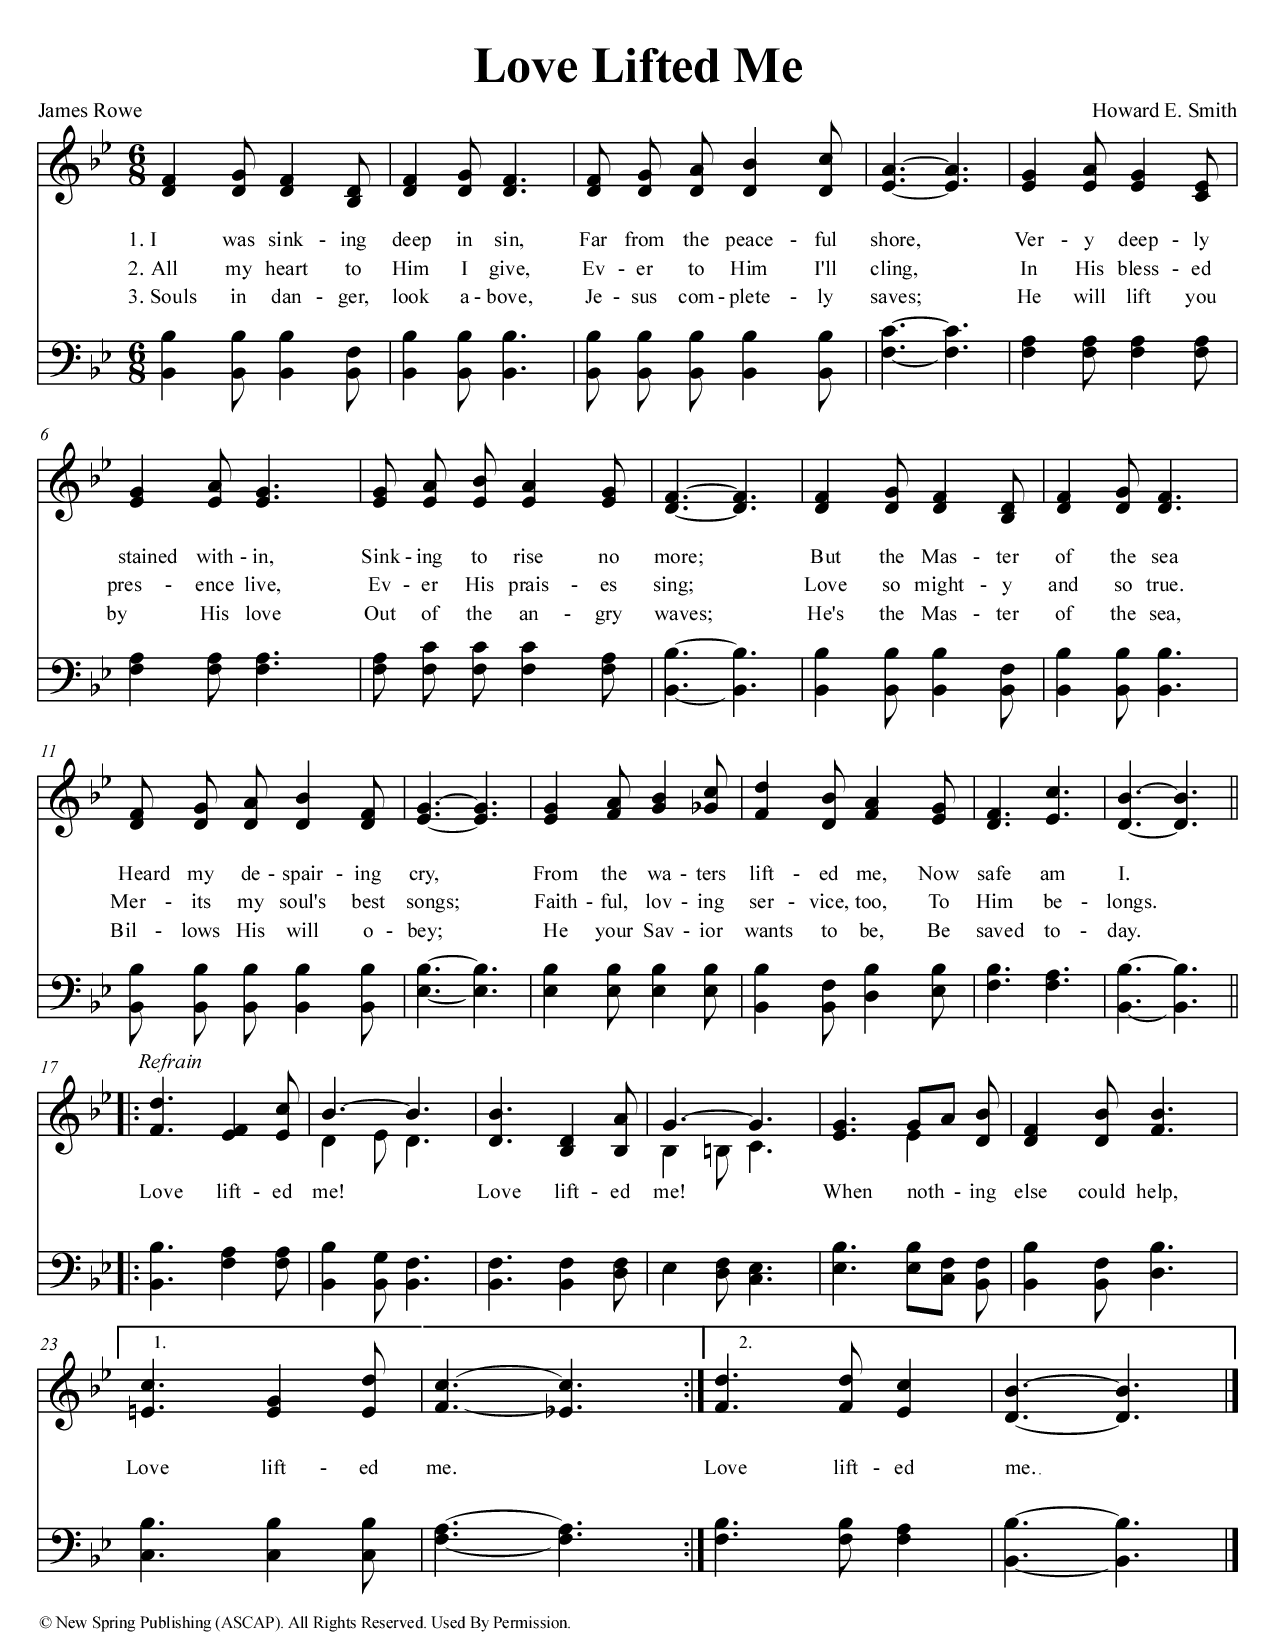 Love Lifted Me
James Rowe Howard E. Smith
6 8
1. I was sink - ing deep in sin, Far from the peace - ful shore, Ver - y deep - ly
2. All my heart to Him I give, Ev - er to Him I'll cling, In His bless - ed
3. Souls in dan - ger, look a - bove, Je - sus com - plete - ly saves; He will lift you
6 8
6
stained with - in, Sink - ing to rise no more; But the Mas - ter of the sea
pres - ence live, Ev - er His prais - es sing; Love so might - y and so true.
by His love Out of the an - gry waves; He's the Mas - ter of the sea,
11
Heard my de - spair - ing cry, From the wa - ters lift - ed me, Now safe am I.
Mer - its my soul's best songs; Faith - ful, lov - ing ser - vice, too, To Him be - longs.
Bil - lows His will o - bey; He your Sav - ior wants to be, Be saved to - day.
17 Refrain
Love lift - ed me! Love lift - ed me! When noth - ing else could help,
23 1. 2.
Love lift - ed me. Love lift - ed me..
© New Spring Publishing (ASCAP). All Rights Reserved. Used By Permission.